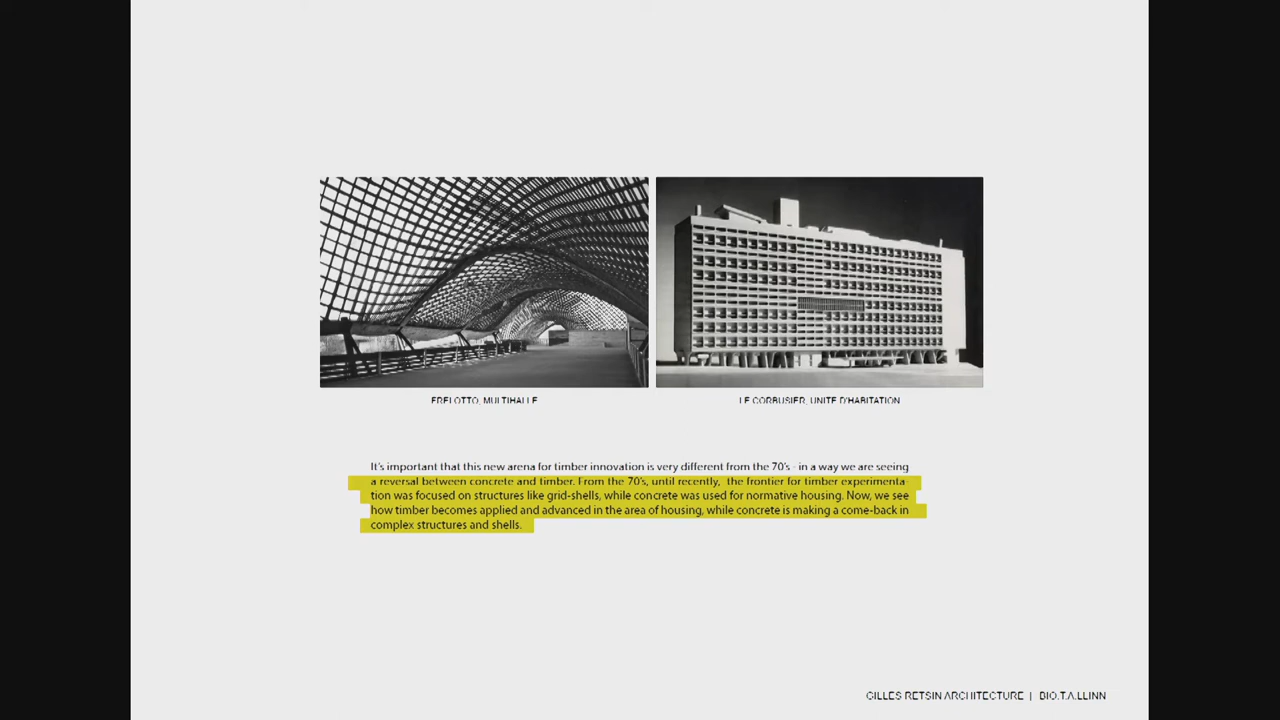 FREI OTTO, MULTIHALLE
LE CORBUSIER, UNITE D'HABITATION
It's important that this new arena for timber innovation is very different from the 70's - in a way we are seeing
a reversal between concrete and timber. From the 70's, until recently, the frontier for timber experimenta-
tion was focused on structures like grid-shells, while concrete was used for normative housing. Now, we see
how timber becomes applied and advanced in the area of housing, while concrete is making a come-back in
complex structures and shells.
GILLES RETSIN ARCHITECTURE | BIO.T.A.LLINN